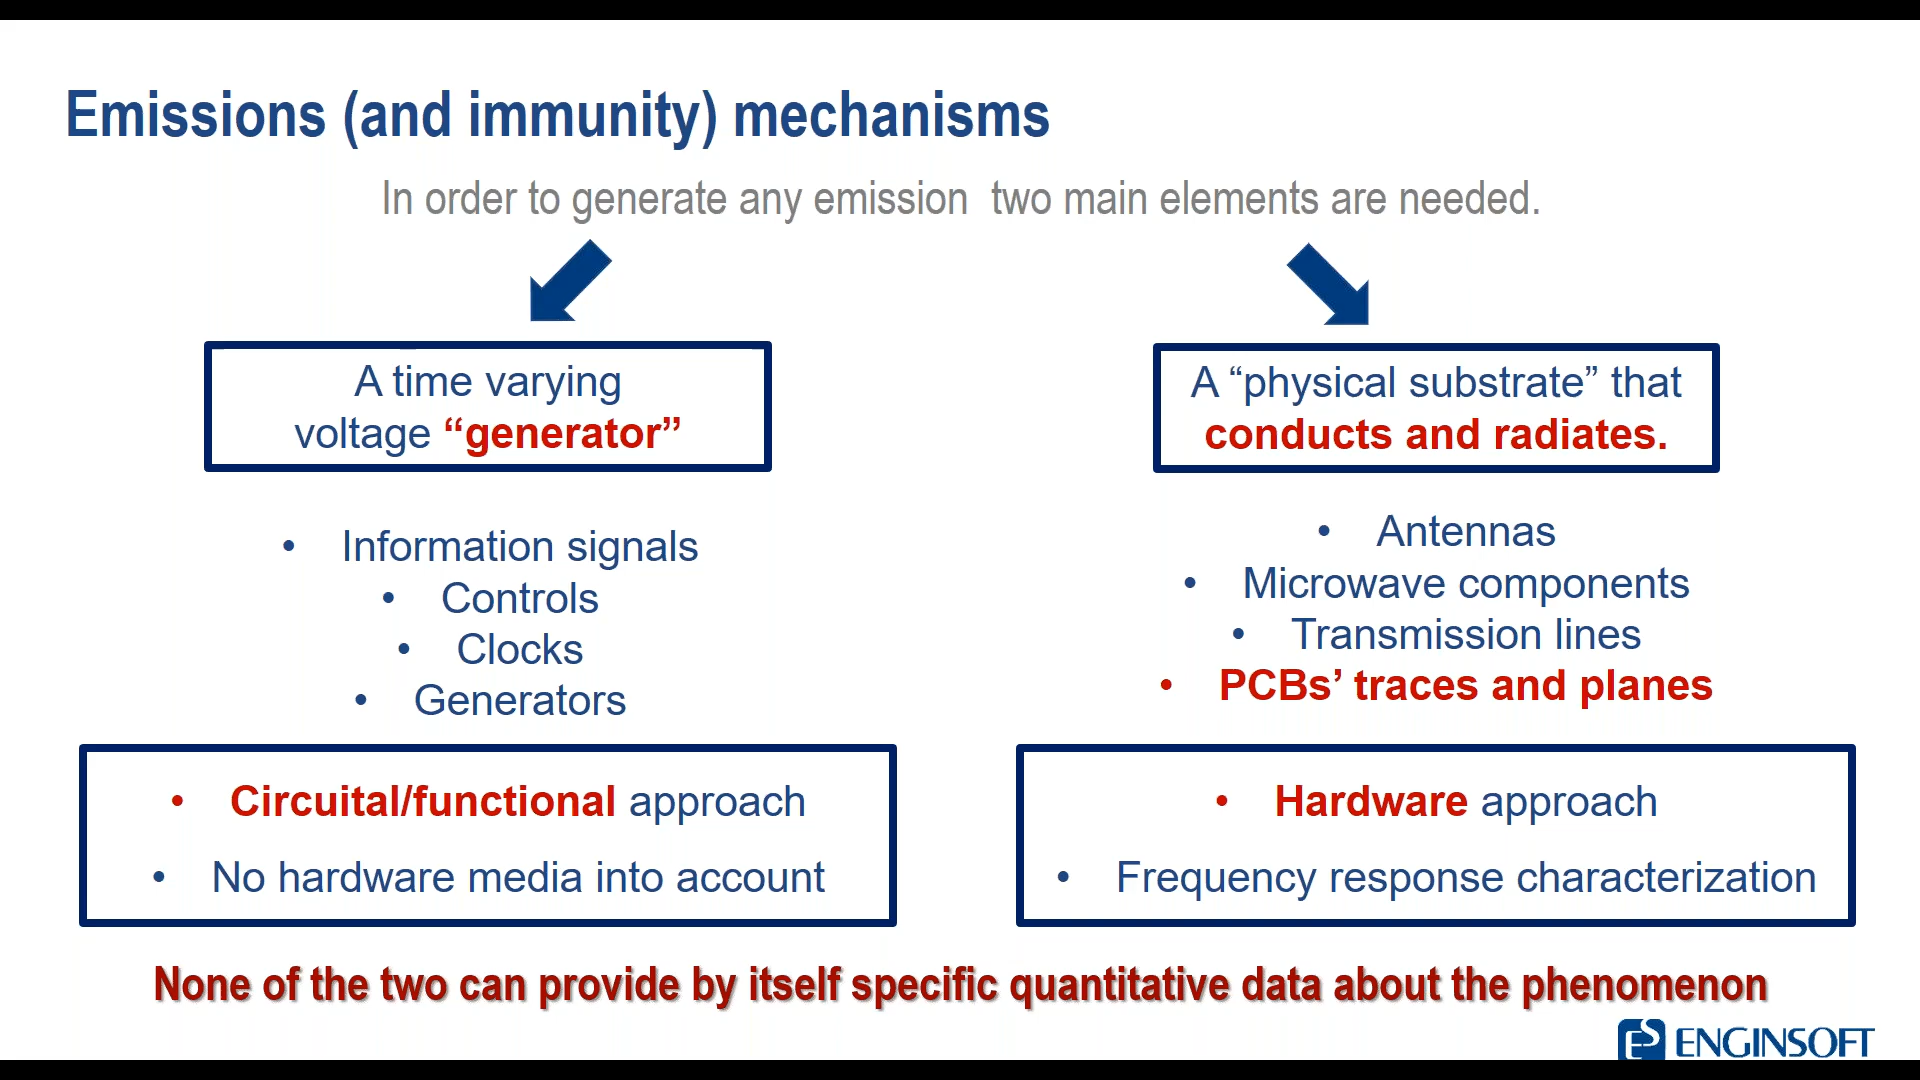 Emissions (and immunity) mechanisms
In order to generate any emission  two main elements are needed.
A time varying
voltage “generator”
• Information signals
• Controls
• Clocks
• Generators
• Circuital/functional approach
• No hardware media into account
A “physical substrate” that
conducts and radiates.
• Antennas
• Microwave components
• Transmission lines
• PCBs’ traces and planes
• Hardware approach
• Frequency response characterization
None of the two can provide by itself specific quantitative data about the phenomenon
ES ENGINSOFT